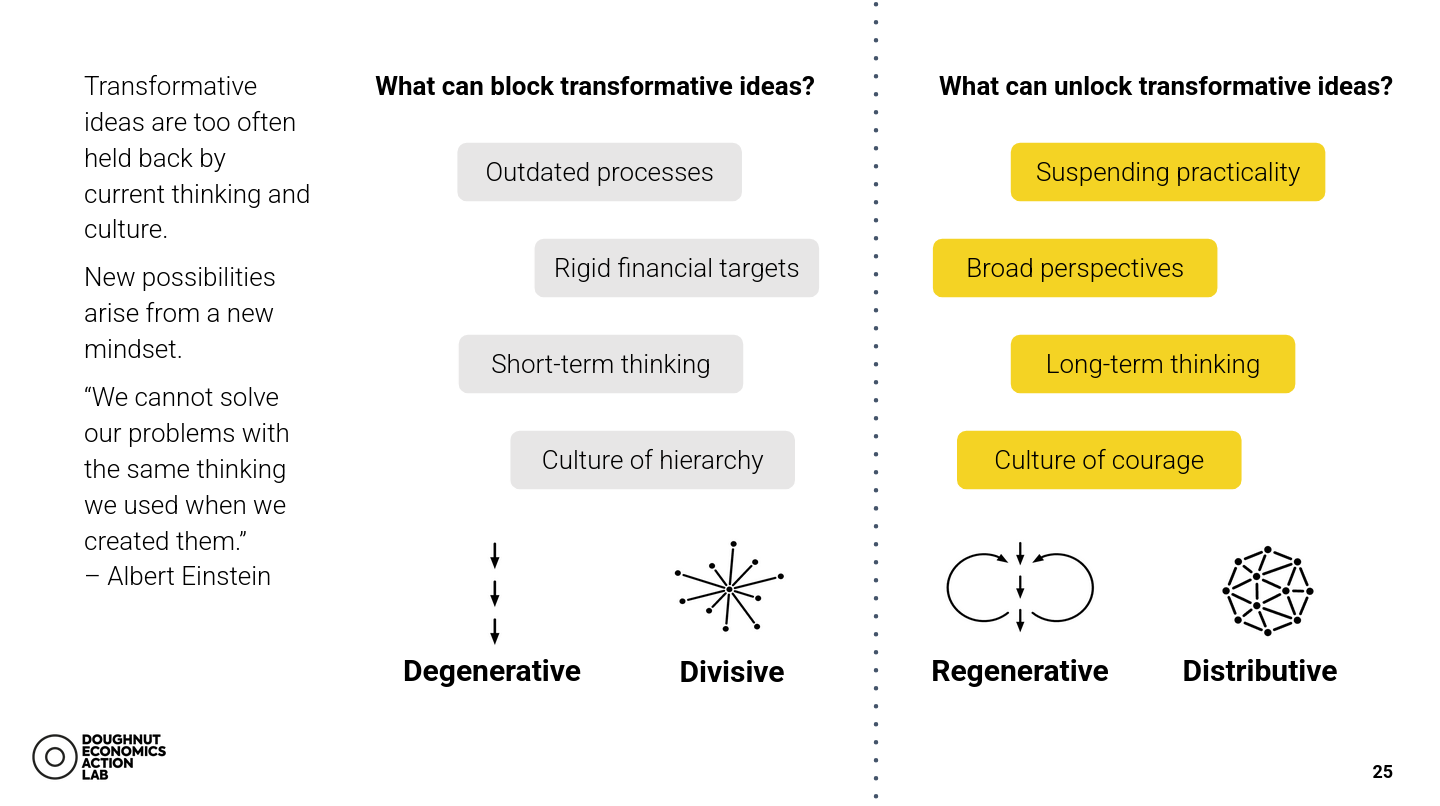 Transformative
ideas are too often
held back by
current thinking and
culture.
New possibilities
arise from a new
mindset.
“We cannot solve
our problems with
the same thinking
we used when we
created them.”
– Albert Einstein
What can block transformative ideas?
Outdated processes
Rigid financial targets
Short-term thinking
Culture of hierarchy
Degenerative
Divisive
What can unlock transformative ideas?
Suspending practicality
Broad perspectives
Long-term thinking
Culture of courage
Regenerative
Distributive
DOUGHNUT
ECONOMICS
ACTION
LAB
25